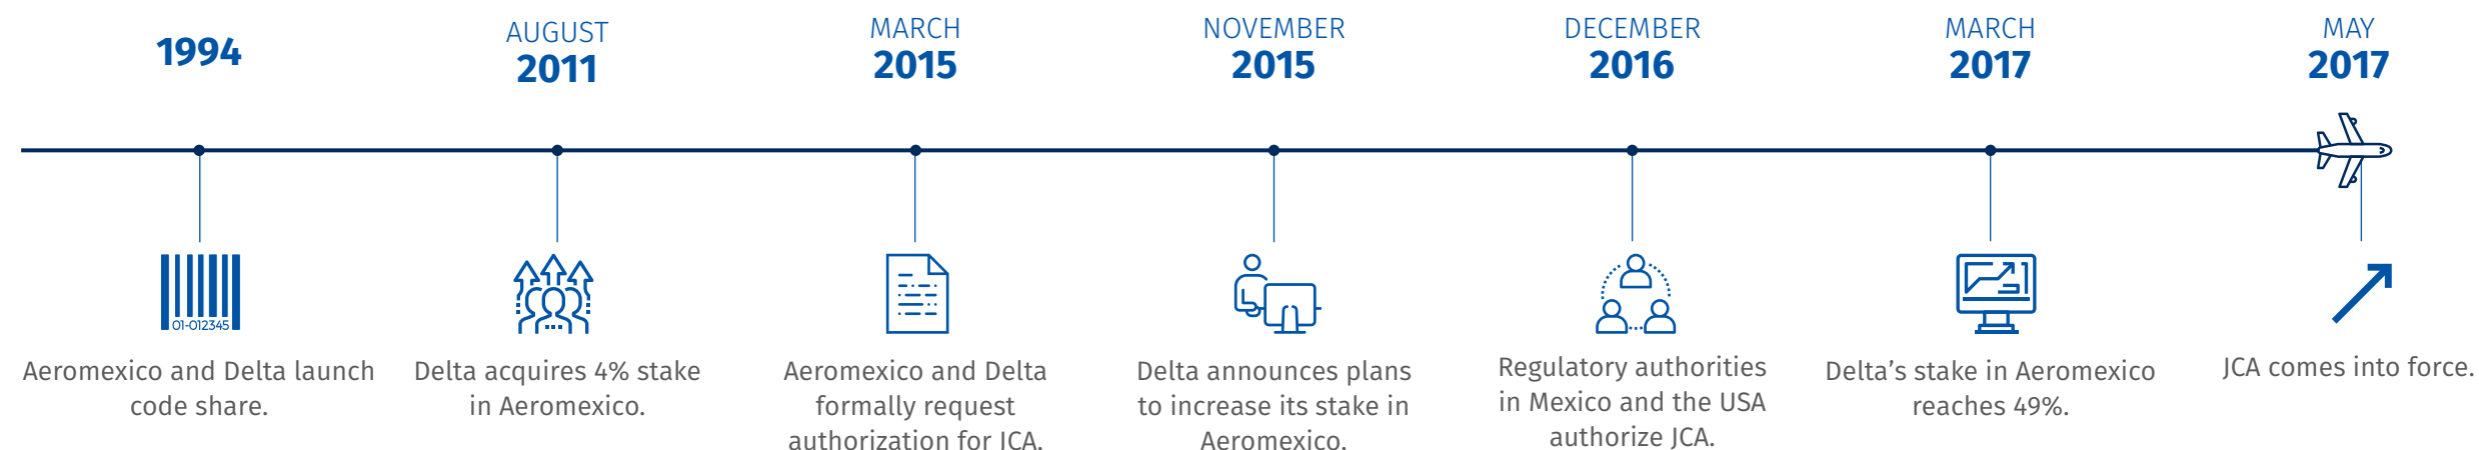 1994
AUGUST
2011
MARCH
2015
NOVEMBER
2015
DECEMBER
2016
MARCH
2017
MAY
2017
01-012345
Aeromexico and Delta launch
code share.
Delta acquires 4% stake
in Aeromexico.
Aeromexico and Delta
formally request
authorization for JCA.
Delta announces plans
to increase its stake in
Aeromexico.
Regulatory authorities
in Mexico and the USA
authorize JCA.
Delta’s stake in Aeromexico
reaches 49%.
JCA comes into force.